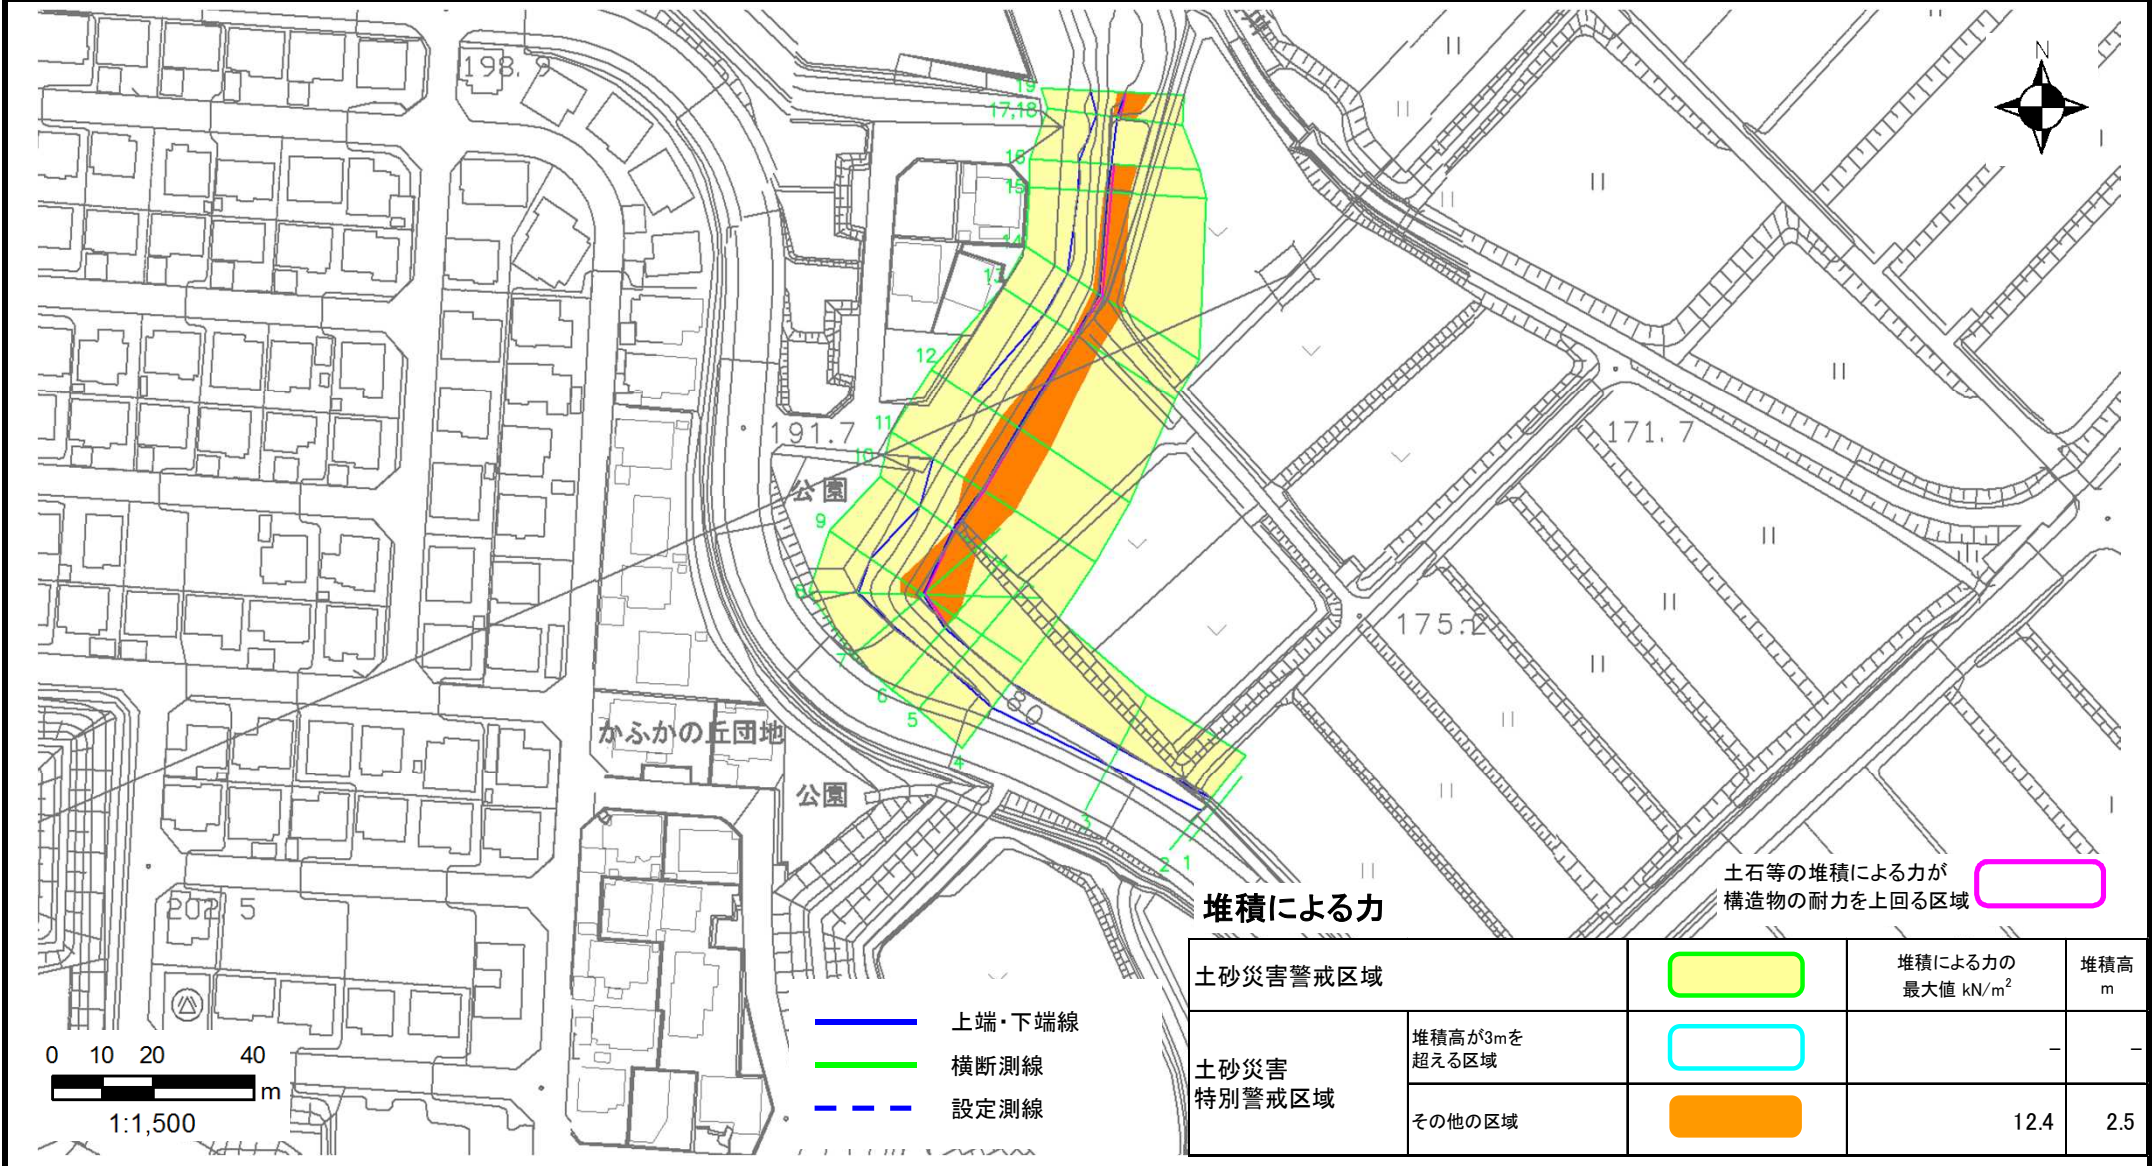 198.9
N
19
17,18
16
15
14
13
12
11
10
9
8
7
6
5
4
3
2 1
191.7
公園
171.7
175.2
80
かふかの丘団地
公園
202.5
0 10 20 40
m
1:1,500
上端・下端線
横断測線
設定測線
堆積による力
土石等の堆積による力が
構造物の耐力を上回る区域
土砂災害警戒区域
堆積による力の
最大値 kN/m²
堆積高
m
土砂災害
特別警戒区域
堆積高が3mを
超える区域
− −
その他の区域
12.4 2.5